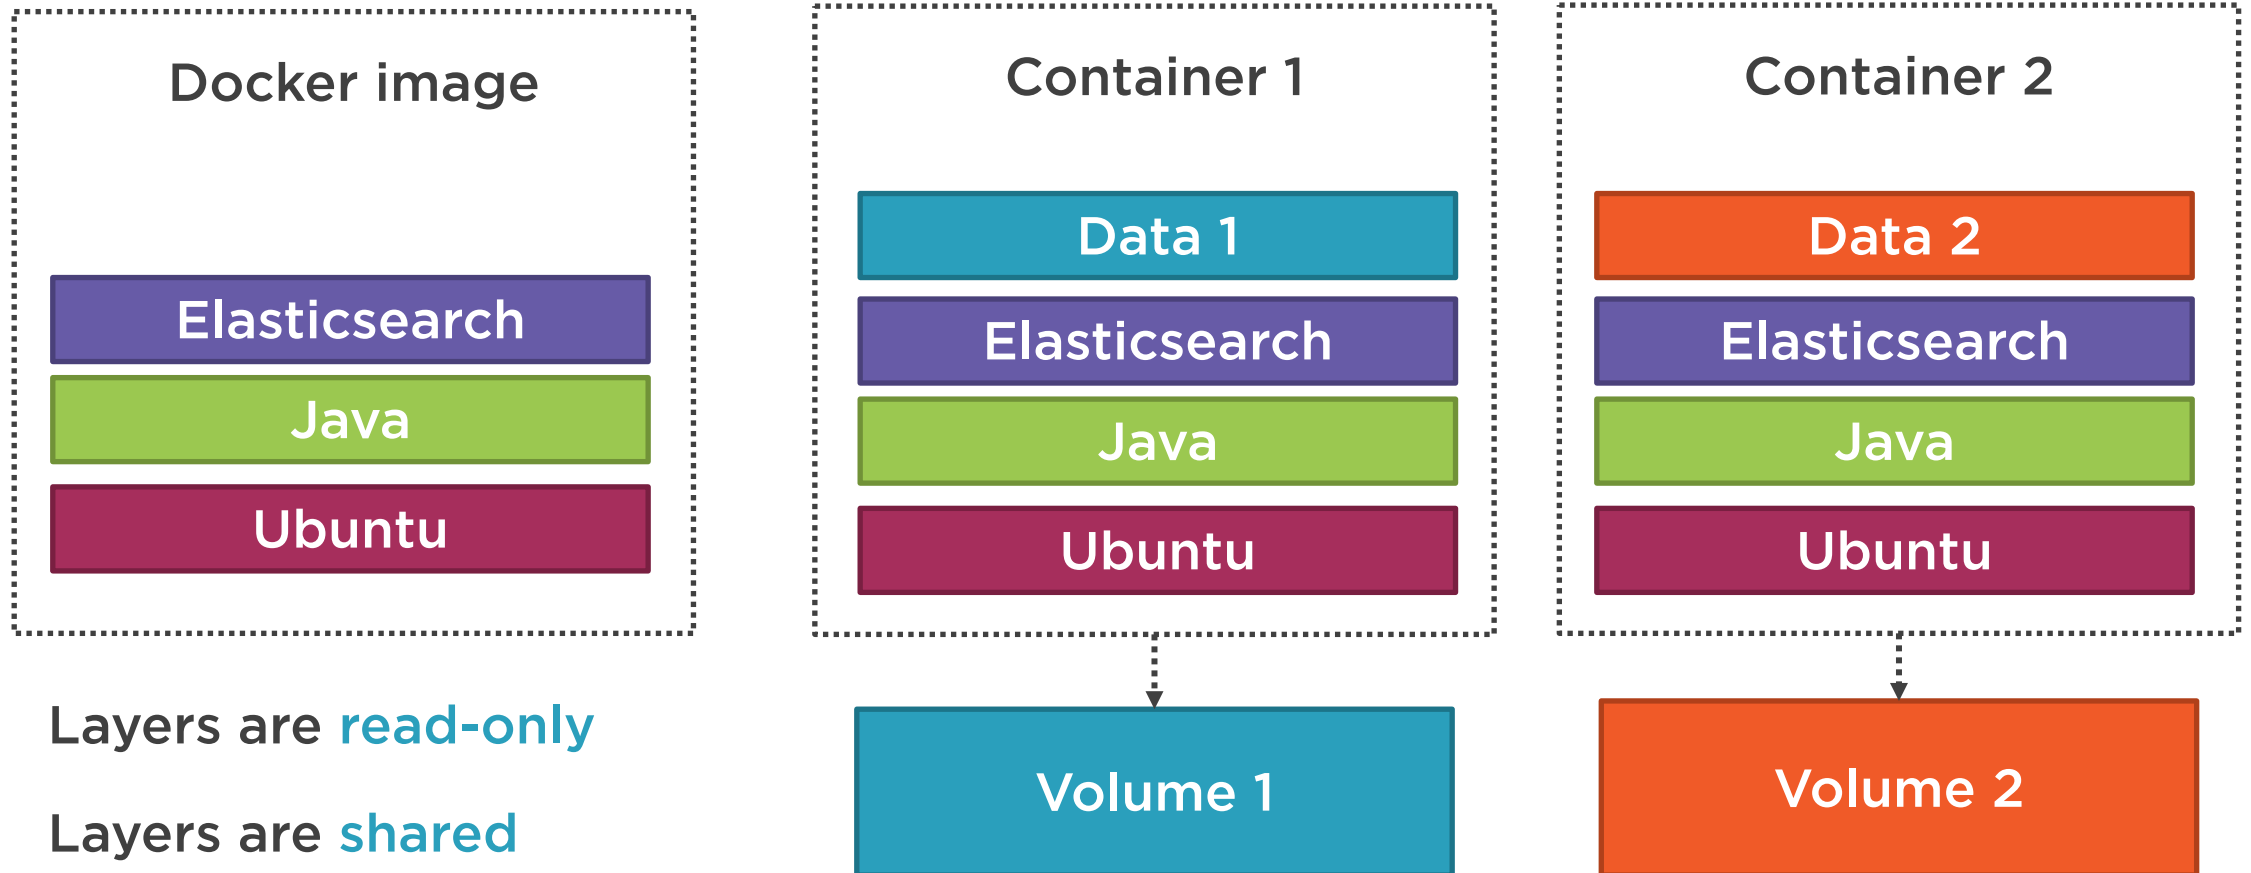 Docker image
Elasticsearch
Java
Ubuntu
Layers are read-only
Layers are shared
Container 1
Data 1
Elasticsearch
Java
Ubuntu
Volume 1
Container 2
Data 2
Elasticsearch
Java
Ubuntu
Volume 2